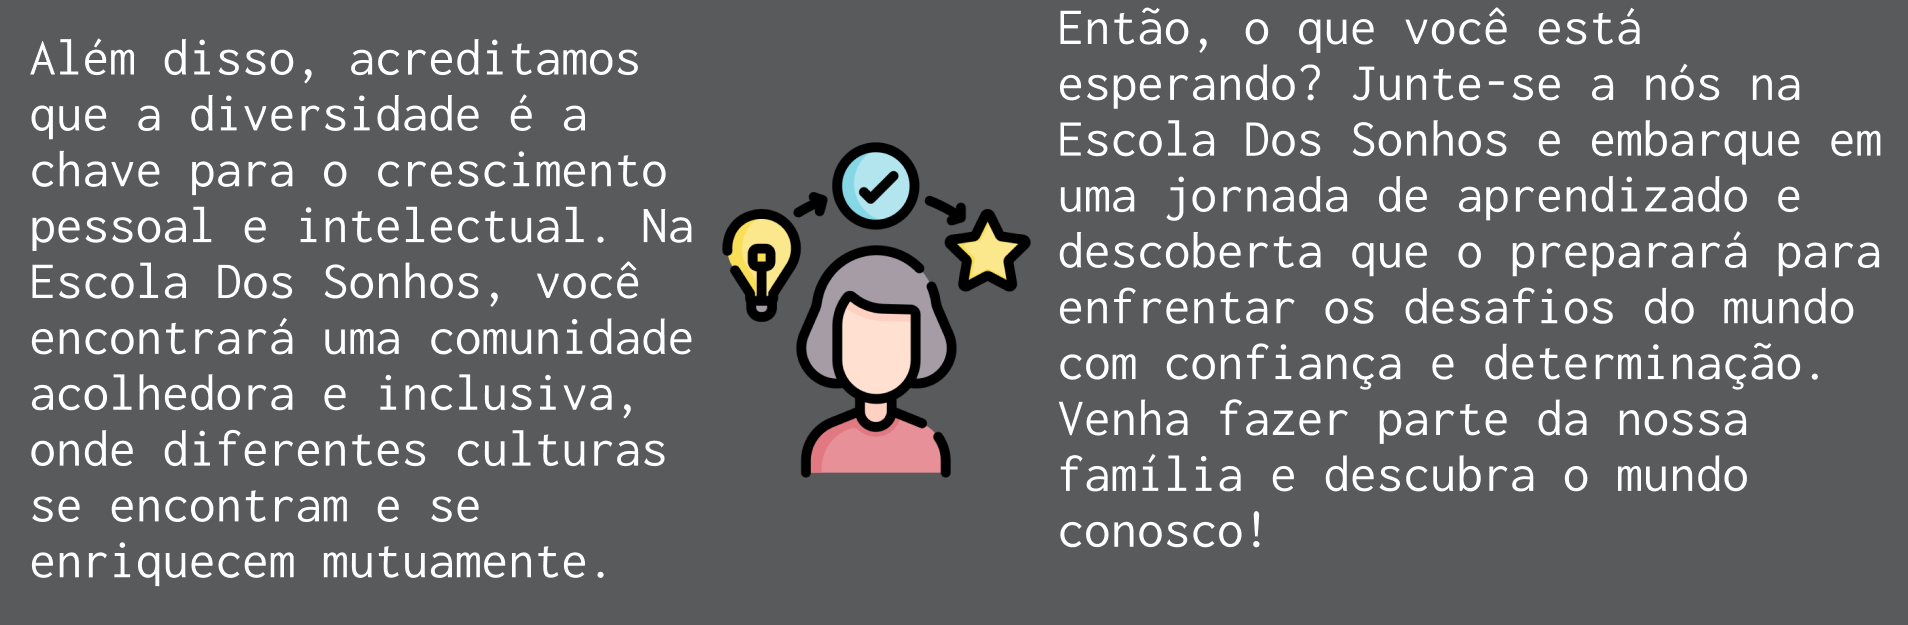 Além disso, acreditamos
que a diversidade é a
chave para o crescimento
pessoal e intelectual. Na
Escola Dos Sonhos, você
encontrará uma comunidade
acolhedora e inclusiva,
onde diferentes culturas
se encontram e se
enriquecem mutuamente.
Então, o que você está
esperando? Junte-se a nós na
Escola Dos Sonhos e embarque em
uma jornada de aprendizado e
descoberta que o preparará para
enfrentar os desafios do mundo
com confiança e determinação.
Venha fazer parte da nossa
família e descubra o mundo
conosco!